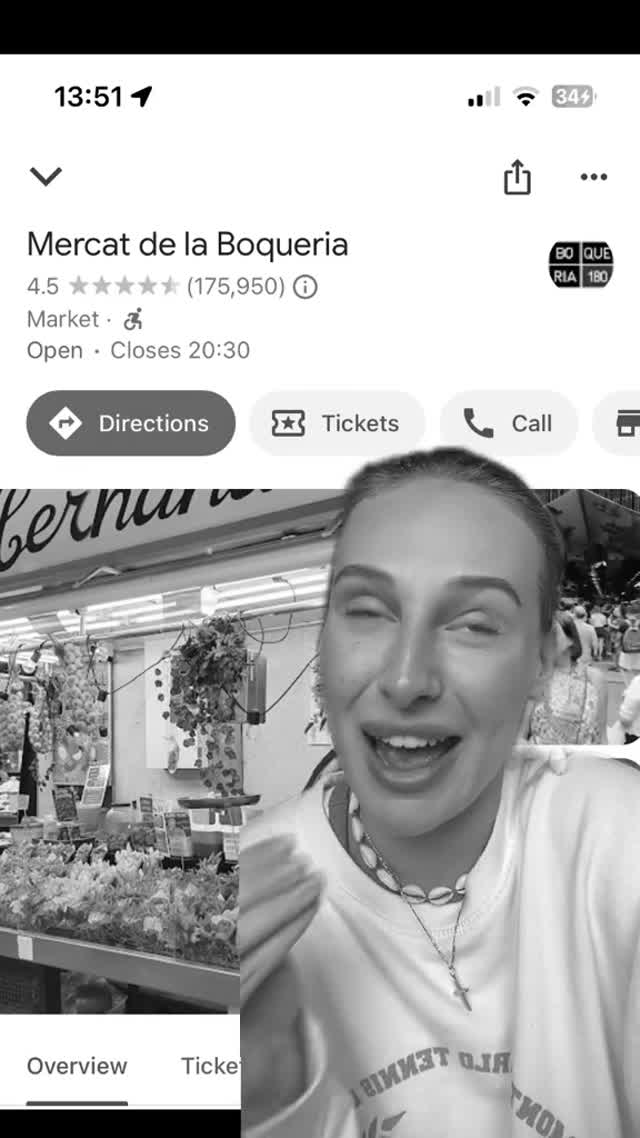 13:51
34
Mercat de la Boqueria
BO QUE
RIA 180
4.5 (175,950)
Market ·
Open · Closes 20:30
Directions
Tickets
Call
Overview